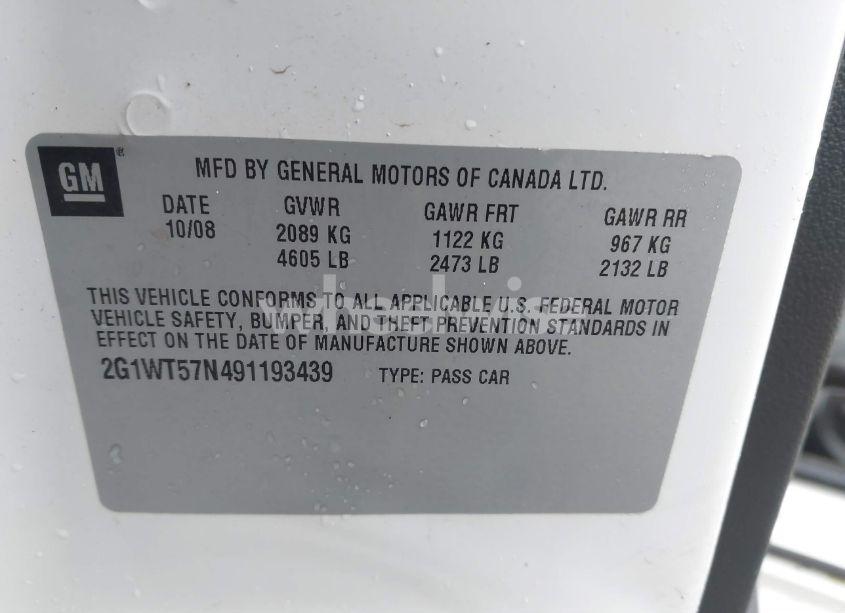 GM
MFD BY GENERAL MOTORS OF CANADA LTD.
DATE GVWR GAWR FRT GAWR RR
10/08 2089 KG 1122 KG 967 KG
4605 LB 2473 LB 2132 LB
THIS VEHICLE CONFORMS TO ALL APPLICABLE U.S. FEDERAL MOTOR
VEHICLE SAFETY, BUMPER, AND THEFT PREVENTION STANDARDS IN
EFFECT ON THE DATE OF MANUFACTURE SHOWN ABOVE.
2G1WT57N491193439 TYPE: PASS CAR